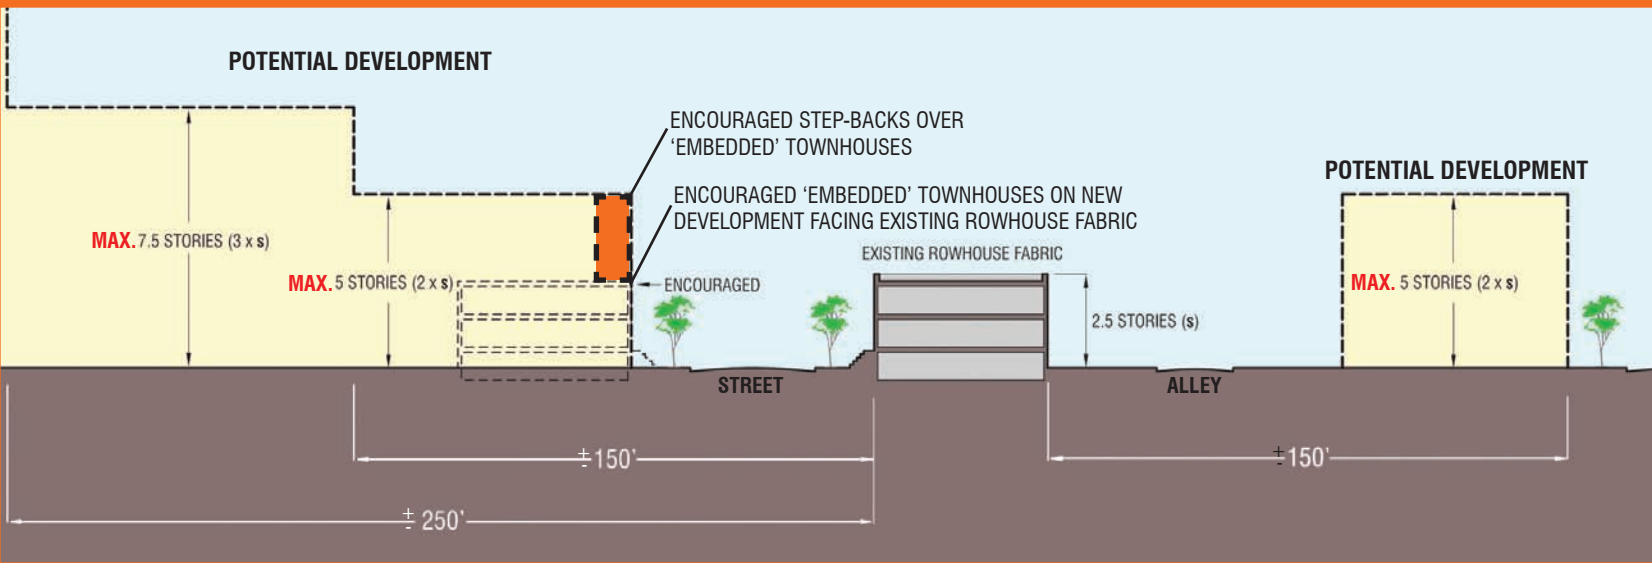 POTENTIAL DEVELOPMENT
ENCOURAGED STEP-BACKS OVER
‘EMBEDDED’ TOWNHOUSES
POTENTIAL DEVELOPMENT
ENCOURAGED ‘EMBEDDED’ TOWNHOUSES ON NEW
DEVELOPMENT FACING EXISTING ROWHOUSE FABRIC
MAX. 7.5 STORIES (3 x s)
EXISTING ROWHOUSE FABRIC
MAX. 5 STORIES (2 x s)
ENCOURAGED
MAX. 5 STORIES (2 x s)
2.5 STORIES (s)
STREET
ALLEY
±150'
±150'
± 250'